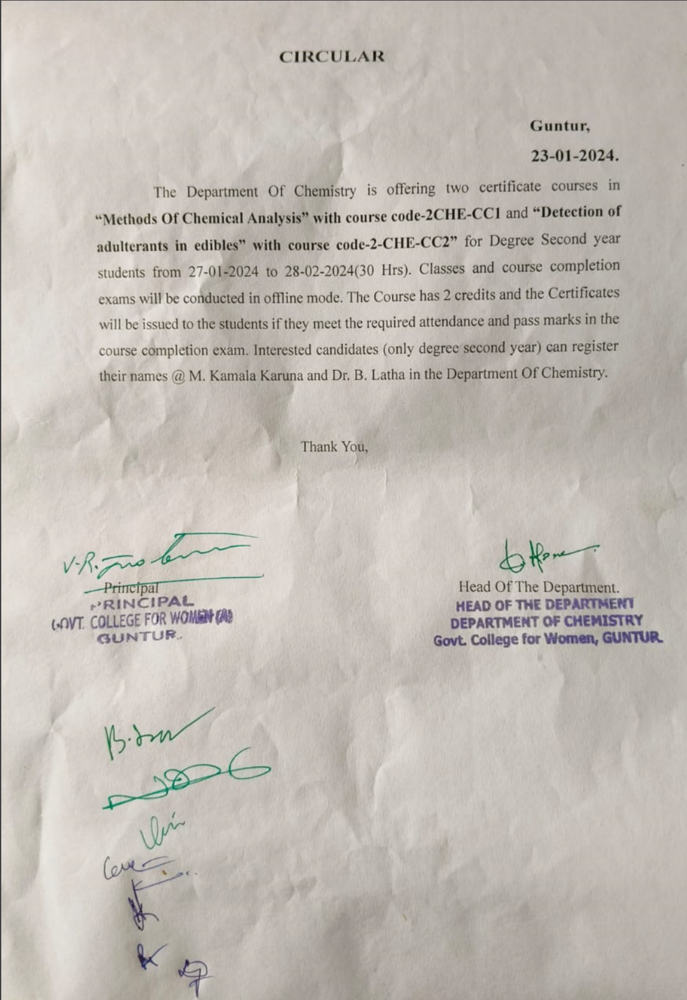 CIRCULAR
Guntur,
23-01-2024.
The Department Of Chemistry is offering two certificate courses in
“Methods Of Chemical Analysis” with course code-2CHE-CC1 and “Detection of
adulterants in edibles” with course code-2-CHE-CC2” for Degree Second year
students from 27-01-2024 to 28-02-2024(30 Hrs). Classes and course completion
exams will be conducted in offline mode. The Course has 2 credits and the Certificates
will be issued to the students if they meet the required attendance and pass marks in the
course completion exam. Interested candidates (only degree second year) can register
their names @ M. Kamala Karuna and Dr. B. Latha in the Department Of Chemistry.
Thank You,
V.R.
Principal
PRINCIPAL
GOVT. COLLEGE FOR WOMEN (A)
GUNTUR.
Head Of The Department.
HEAD OF THE DEPARTMENT
DEPARTMENT OF CHEMISTRY
Govt. College for Women, GUNTUR.